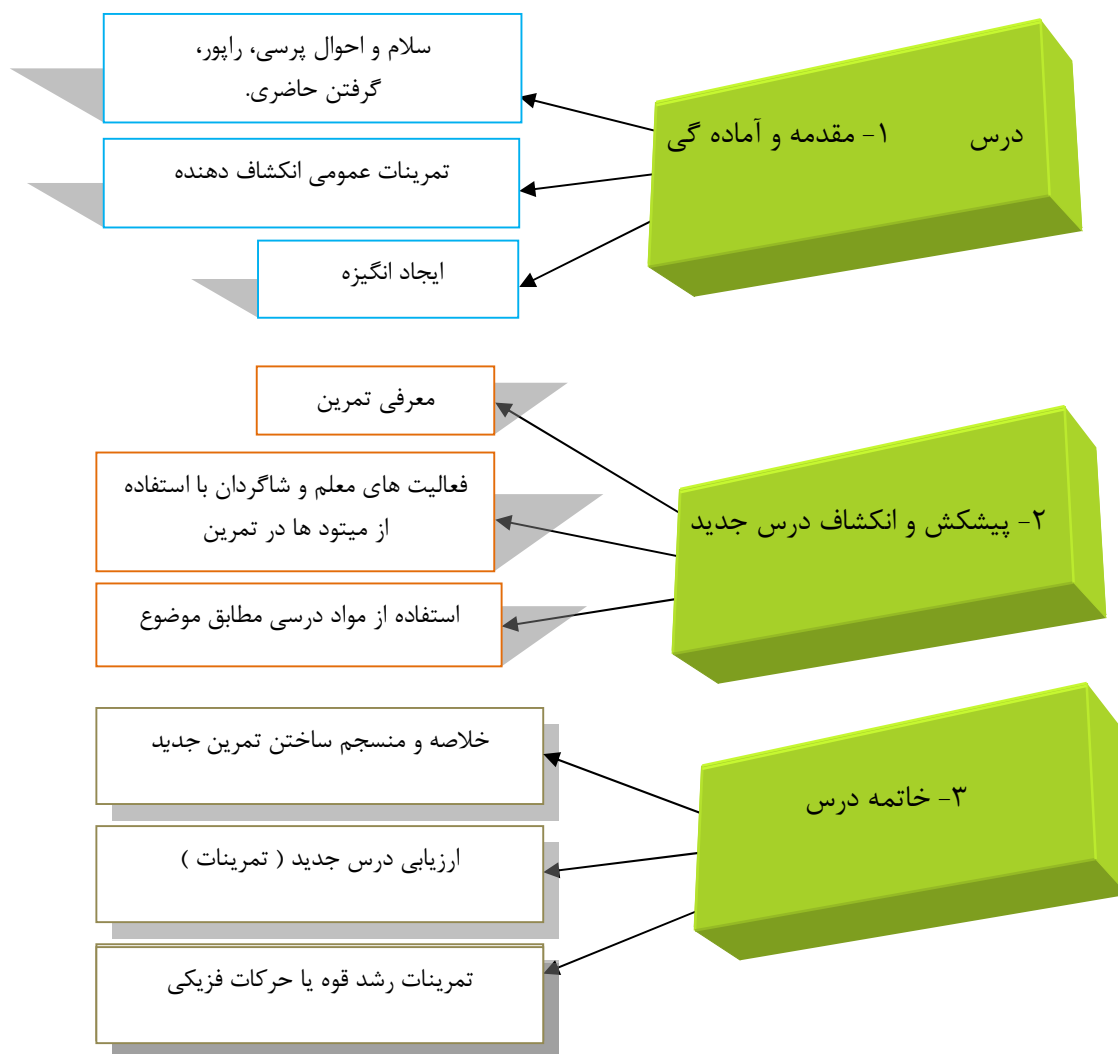 درس ۱- مقدمه و آماده گی
سلام و احوال پرسی، راپور،
گرفتن حاضری.
تمرینات عمومی انکشاف دهنده
ایجاد انگیزه
۲- پیشکش و انکشاف درس جدید
معرفی تمرین
فعالیت های معلم و شاگردان با استفاده
از میتود ها در تمرین
استفاده از مواد درسی مطابق موضوع
۳- خاتمه درس
خلاصه و منسجم ساختن تمرین جدید
ارزیابی درس جدید ( تمرینات )
تمرینات رشد قوه یا حرکات فزیکی